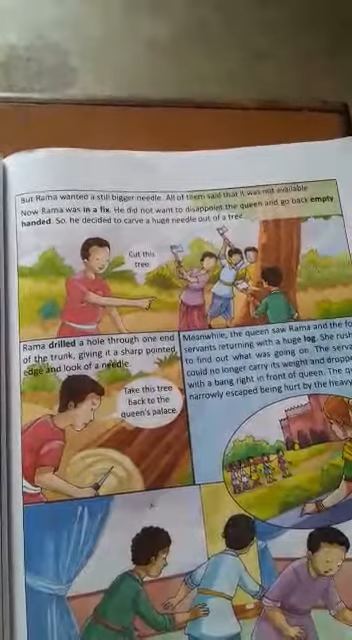 But Rama wanted a still bigger needle. All of them said that it was not available
Now Rama was in a fix. He did not want to disappoint the queen and go back empty
handed. So, he decided to carve a huge needle out of a tree.
Cut this
tree.
Rama drilled a hole through one end
of the trunk, giving it a sharp pointed
edge and look of a needle.
Take this tree
back to the
queen's palace.
Meanwhile, the queen saw Rama and the
servants returning with a huge log. She
to find out what was going on. The
could no longer carry its weight and
with a bang right in front of queen. The
narrowly escaped being hurt by the